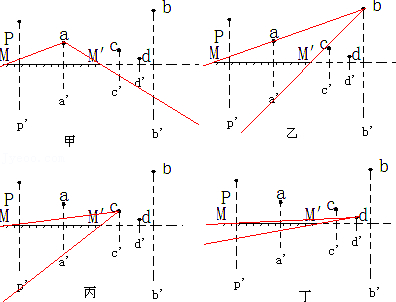 P a b
M M' c d
a' c' d'
p' b'
甲
P a b
M M' c d
a' c' d'
p' b'
乙
P a b
M M' c d
a' c' d'
p' b'
丙
P a b
M M' c d
a' c' d'
p' b'
丁